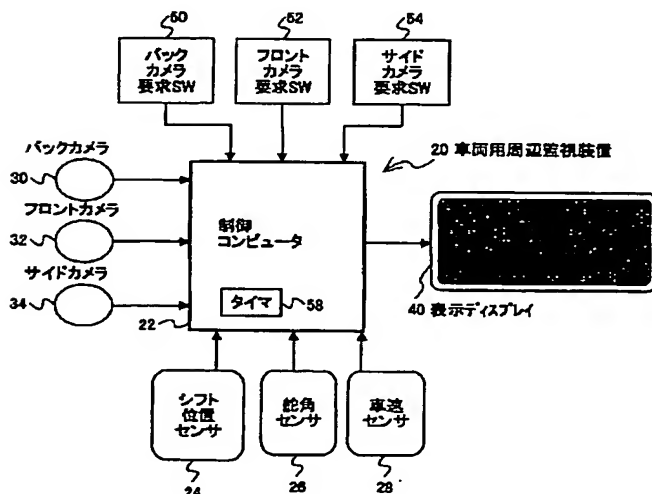 50
52
54
バック
カメラ
要求SW
フロント
カメラ
要求SW
サイド
カメラ
要求SW
20 車両用周辺監視装置
バックカメラ
30
フロントカメラ
32
サイドカメラ
34
制御
コンピュータ
タイマ
58
22
40 表示ディスプレイ
シフト
位置
センサ
舵角
センサ
車速
センサ
24
26
28